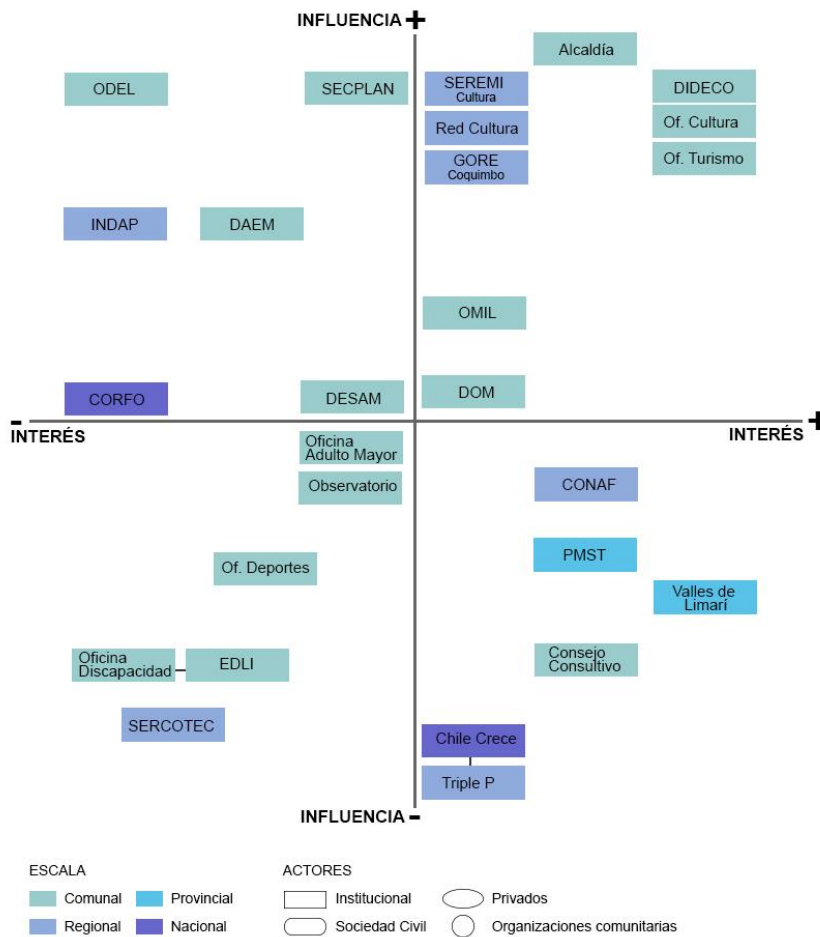 INFLUENCIA +
Alcaldía
ODEL
SECPLAN
SEREMI
Cultura
DIDECO
Red Cultura
Of. Cultura
GORE
Coquimbo
Of. Turismo
INDAP
DAEM
OMIL
CORFO
DESAM
DOM
-
INTERÉS
+
INTERÉS
Oficina
Adulto Mayor
Observatorio
CONAF
PMST
Of. Deportes
Valles de
Limarí
Oficina
Discapacidad
EDLI
Consejo
Consultivo
SERCOTEC
Chile Crece
Triple P
INFLUENCIA -
ESCALA
Comunal
Provincial
Regional
Nacional
ACTORES
Institucional
Privados
Sociedad Civil
Organizaciones comunitarias